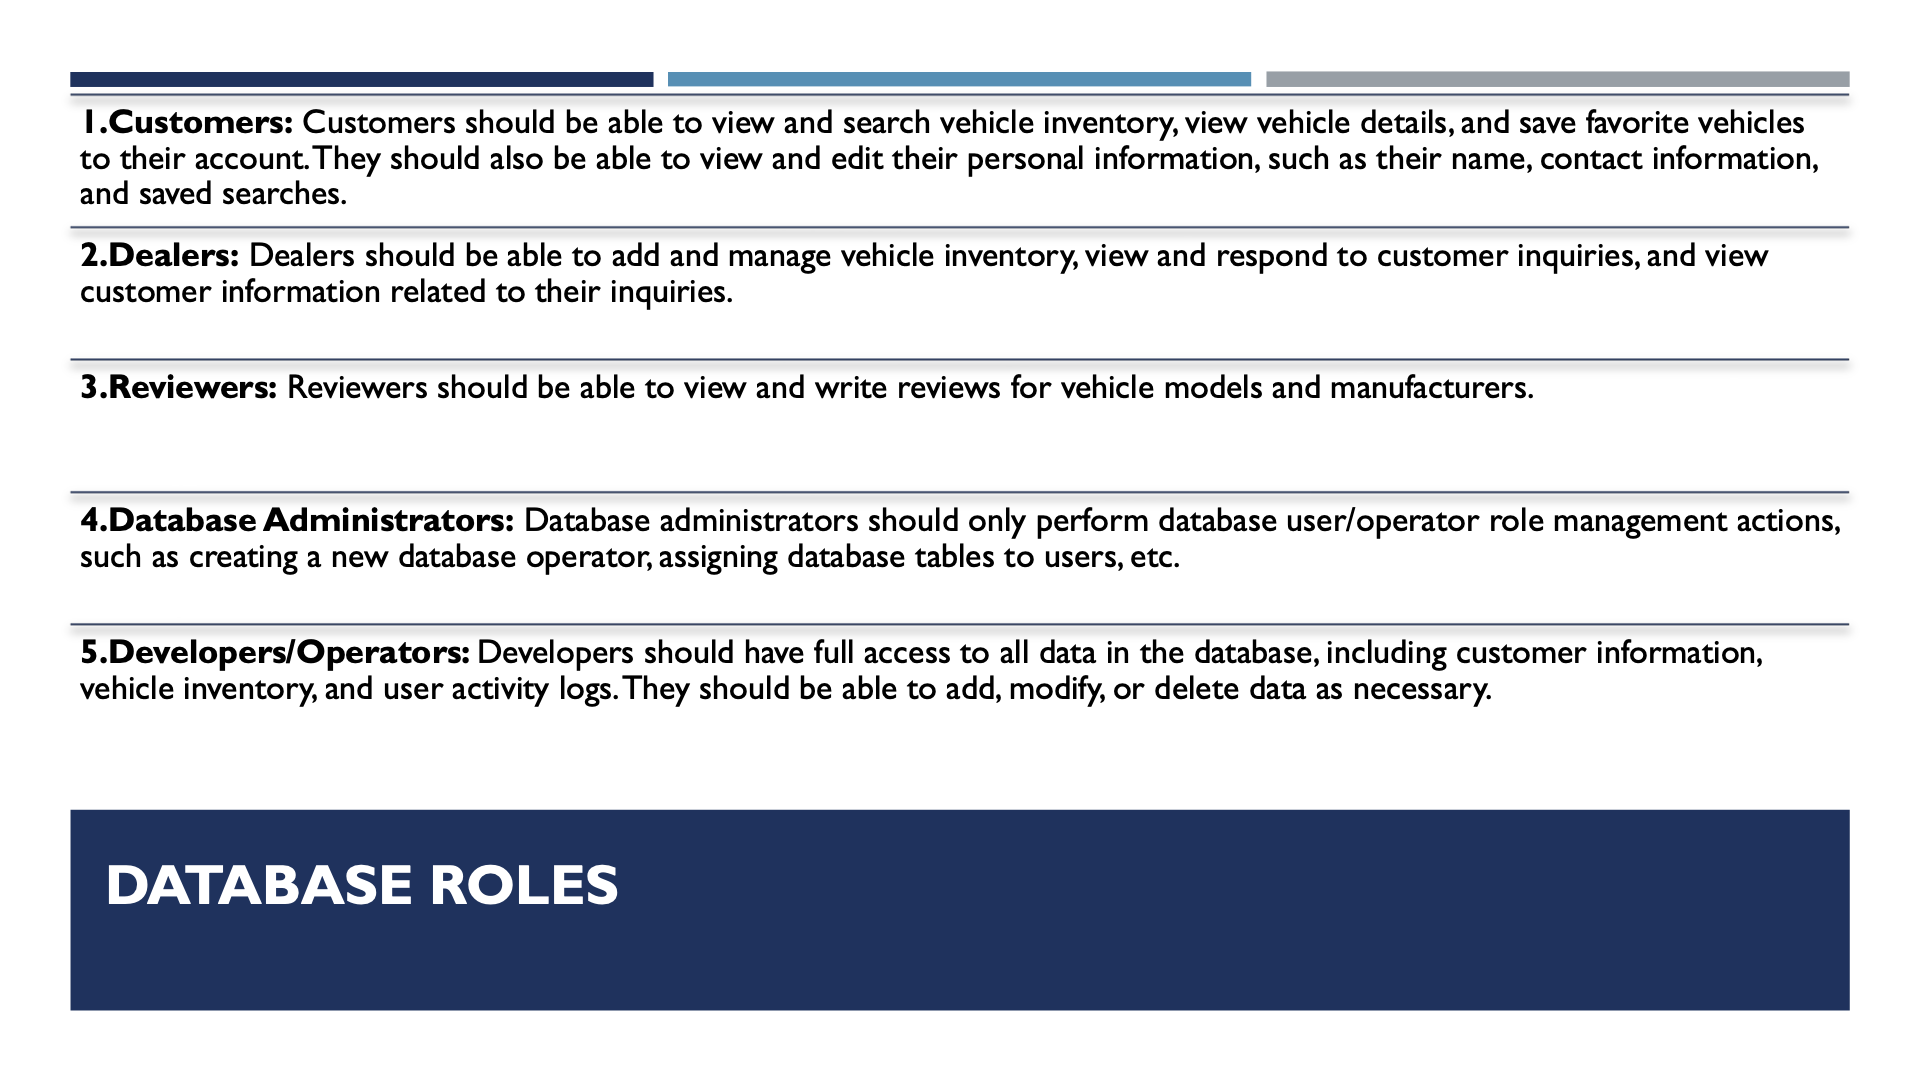 1.Customers: Customers should be able to view and search vehicle inventory, view vehicle details, and save favorite vehicles
to their account. They should also be able to view and edit their personal information, such as their name, contact information,
and saved searches.
2.Dealers: Dealers should be able to add and manage vehicle inventory, view and respond to customer inquiries, and view
customer information related to their inquiries.
3.Reviewers: Reviewers should be able to view and write reviews for vehicle models and manufacturers.
4.Database Administrators: Database administrators should only perform database user/operator role management actions,
such as creating a new database operator, assigning database tables to users, etc.
5.Developers/Operators: Developers should have full access to all data in the database, including customer information,
vehicle inventory, and user activity logs. They should be able to add, modify, or delete data as necessary.
DATABASE ROLES